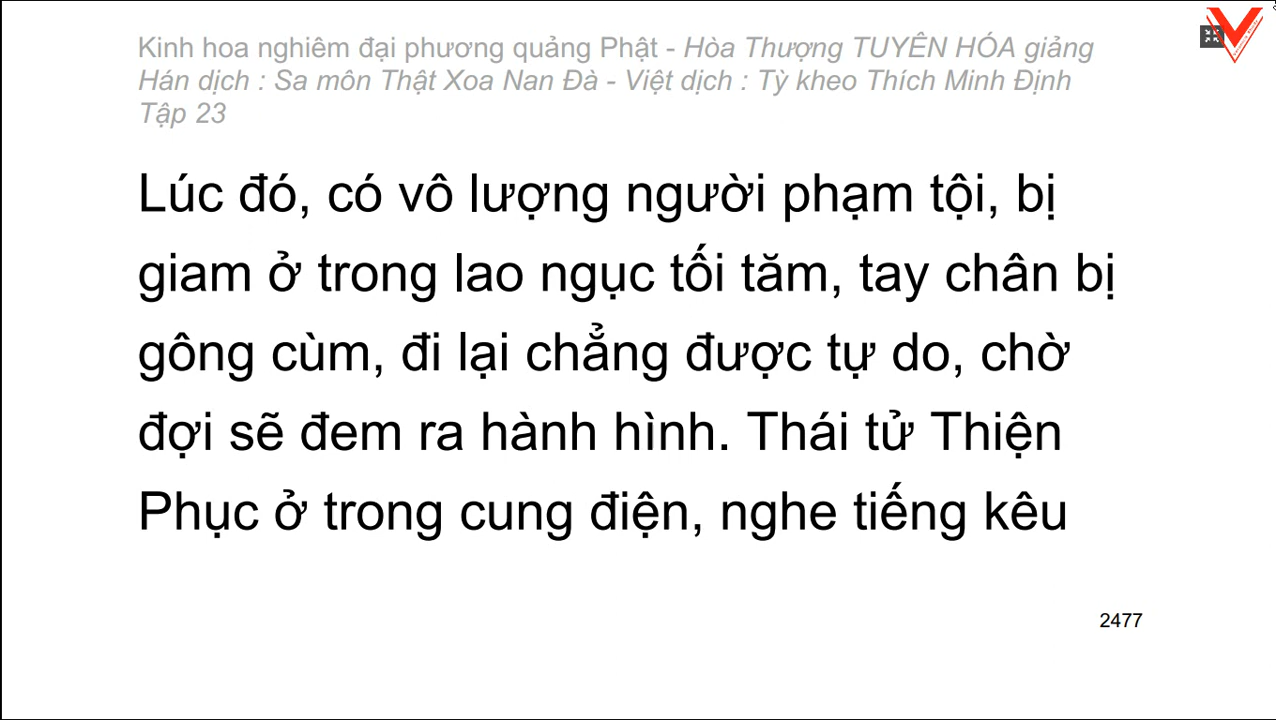 Kinh hoa nghiêm đại phương quảng Phật - Hòa Thượng TUYÊN HÓA giảng
Hán dịch : Sa môn Thật Xoa Nan Đà - Việt dịch : Tỳ kheo Thích Minh Định
Tập 23
Lúc đó, có vô lượng người phạm tội, bị
giam ở trong lao ngục tối tăm, tay chân bị
gông cùm, đi lại chẳng được tự do, chờ
đợi sẽ đem ra hành hình. Thái tử Thiện
Phục ở trong cung điện, nghe tiếng kêu
2477